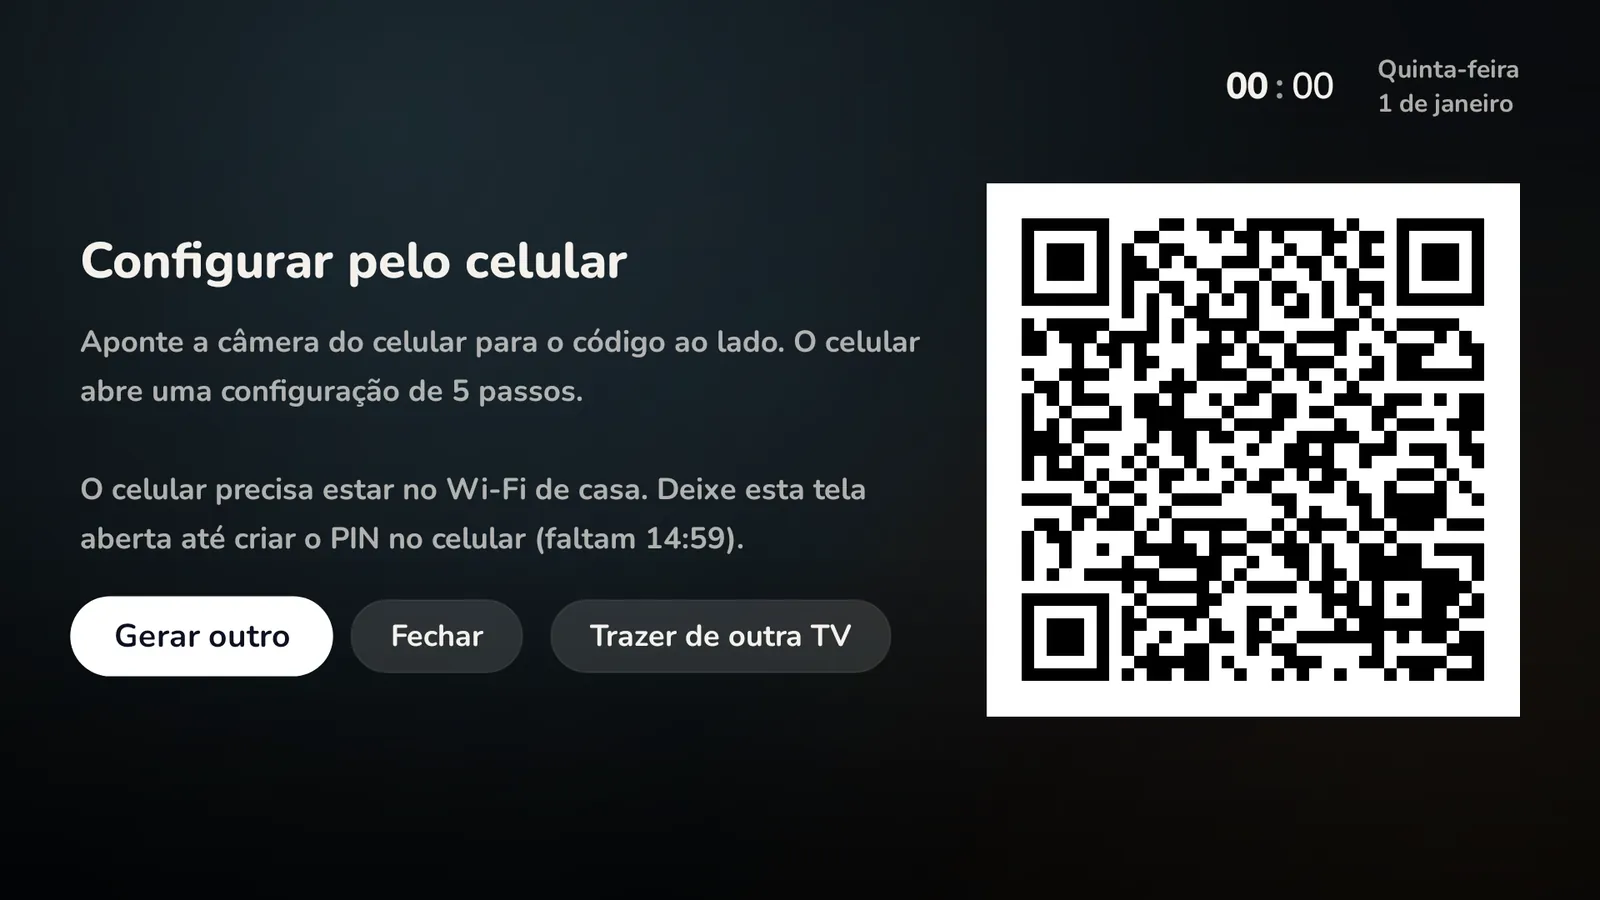 00:00
Quinta-feira
1 de janeiro
Configurar pelo celular
Aponte a câmera do celular para o código ao lado. O celular
abre uma configuração de 5 passos.
O celular precisa estar no Wi-Fi de casa. Deixe esta tela
aberta até criar o PIN no celular (faltam 14:59).
Gerar outro
Fechar
Trazer de outra TV